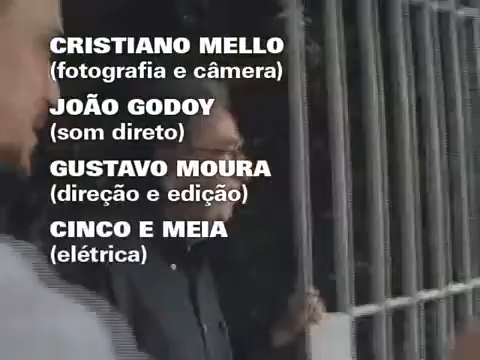 CRISTIANO MELLO
(fotografia e câmera)
JOÃO GODOY
(som direto)
GUSTAVO MOURA
(direção e edição)
CINCO E MEIA
(elétrica)